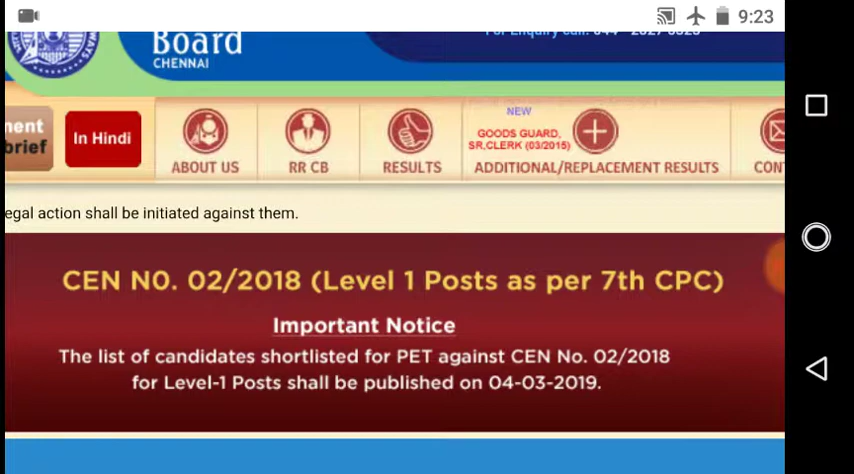 9:23
Board
CHENNAI
brief
In Hindi
ABOUT US
RR CB
RESULTS
NEW
GOODS GUARD,
SR.CLERK (03/2015)
ADDITIONAL/REPLACEMENT RESULTS
CON
egal action shall be initiated against them.
CEN NO. 02/2018 (Level 1 Posts as per 7th CPC)
Important Notice
The list of candidates shortlisted for PET against CEN No. 02/2018
for Level-1 Posts shall be published on 04-03-2019.